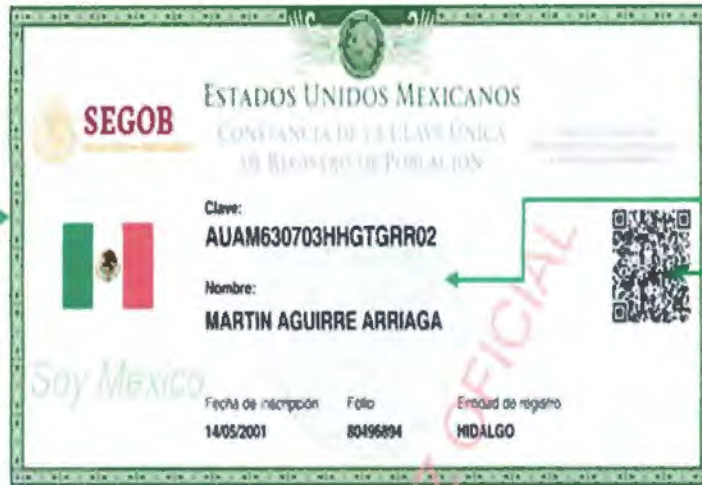 ESTADOS UNIDOS MEXICANOS
SEGOB
CONSTANCIA DE LA CLAVE ÚNICA
DE REGISTRO DE POBLACIÓN
Clave:
AUAM630703HHGTGRR02
Nombre:
MARTIN AGUIRRE ARRIAGA
Soy México
Fecha de inscripción Folio Entidad de registro
14/05/2001 80496894 HIDALGO
OFICIAL